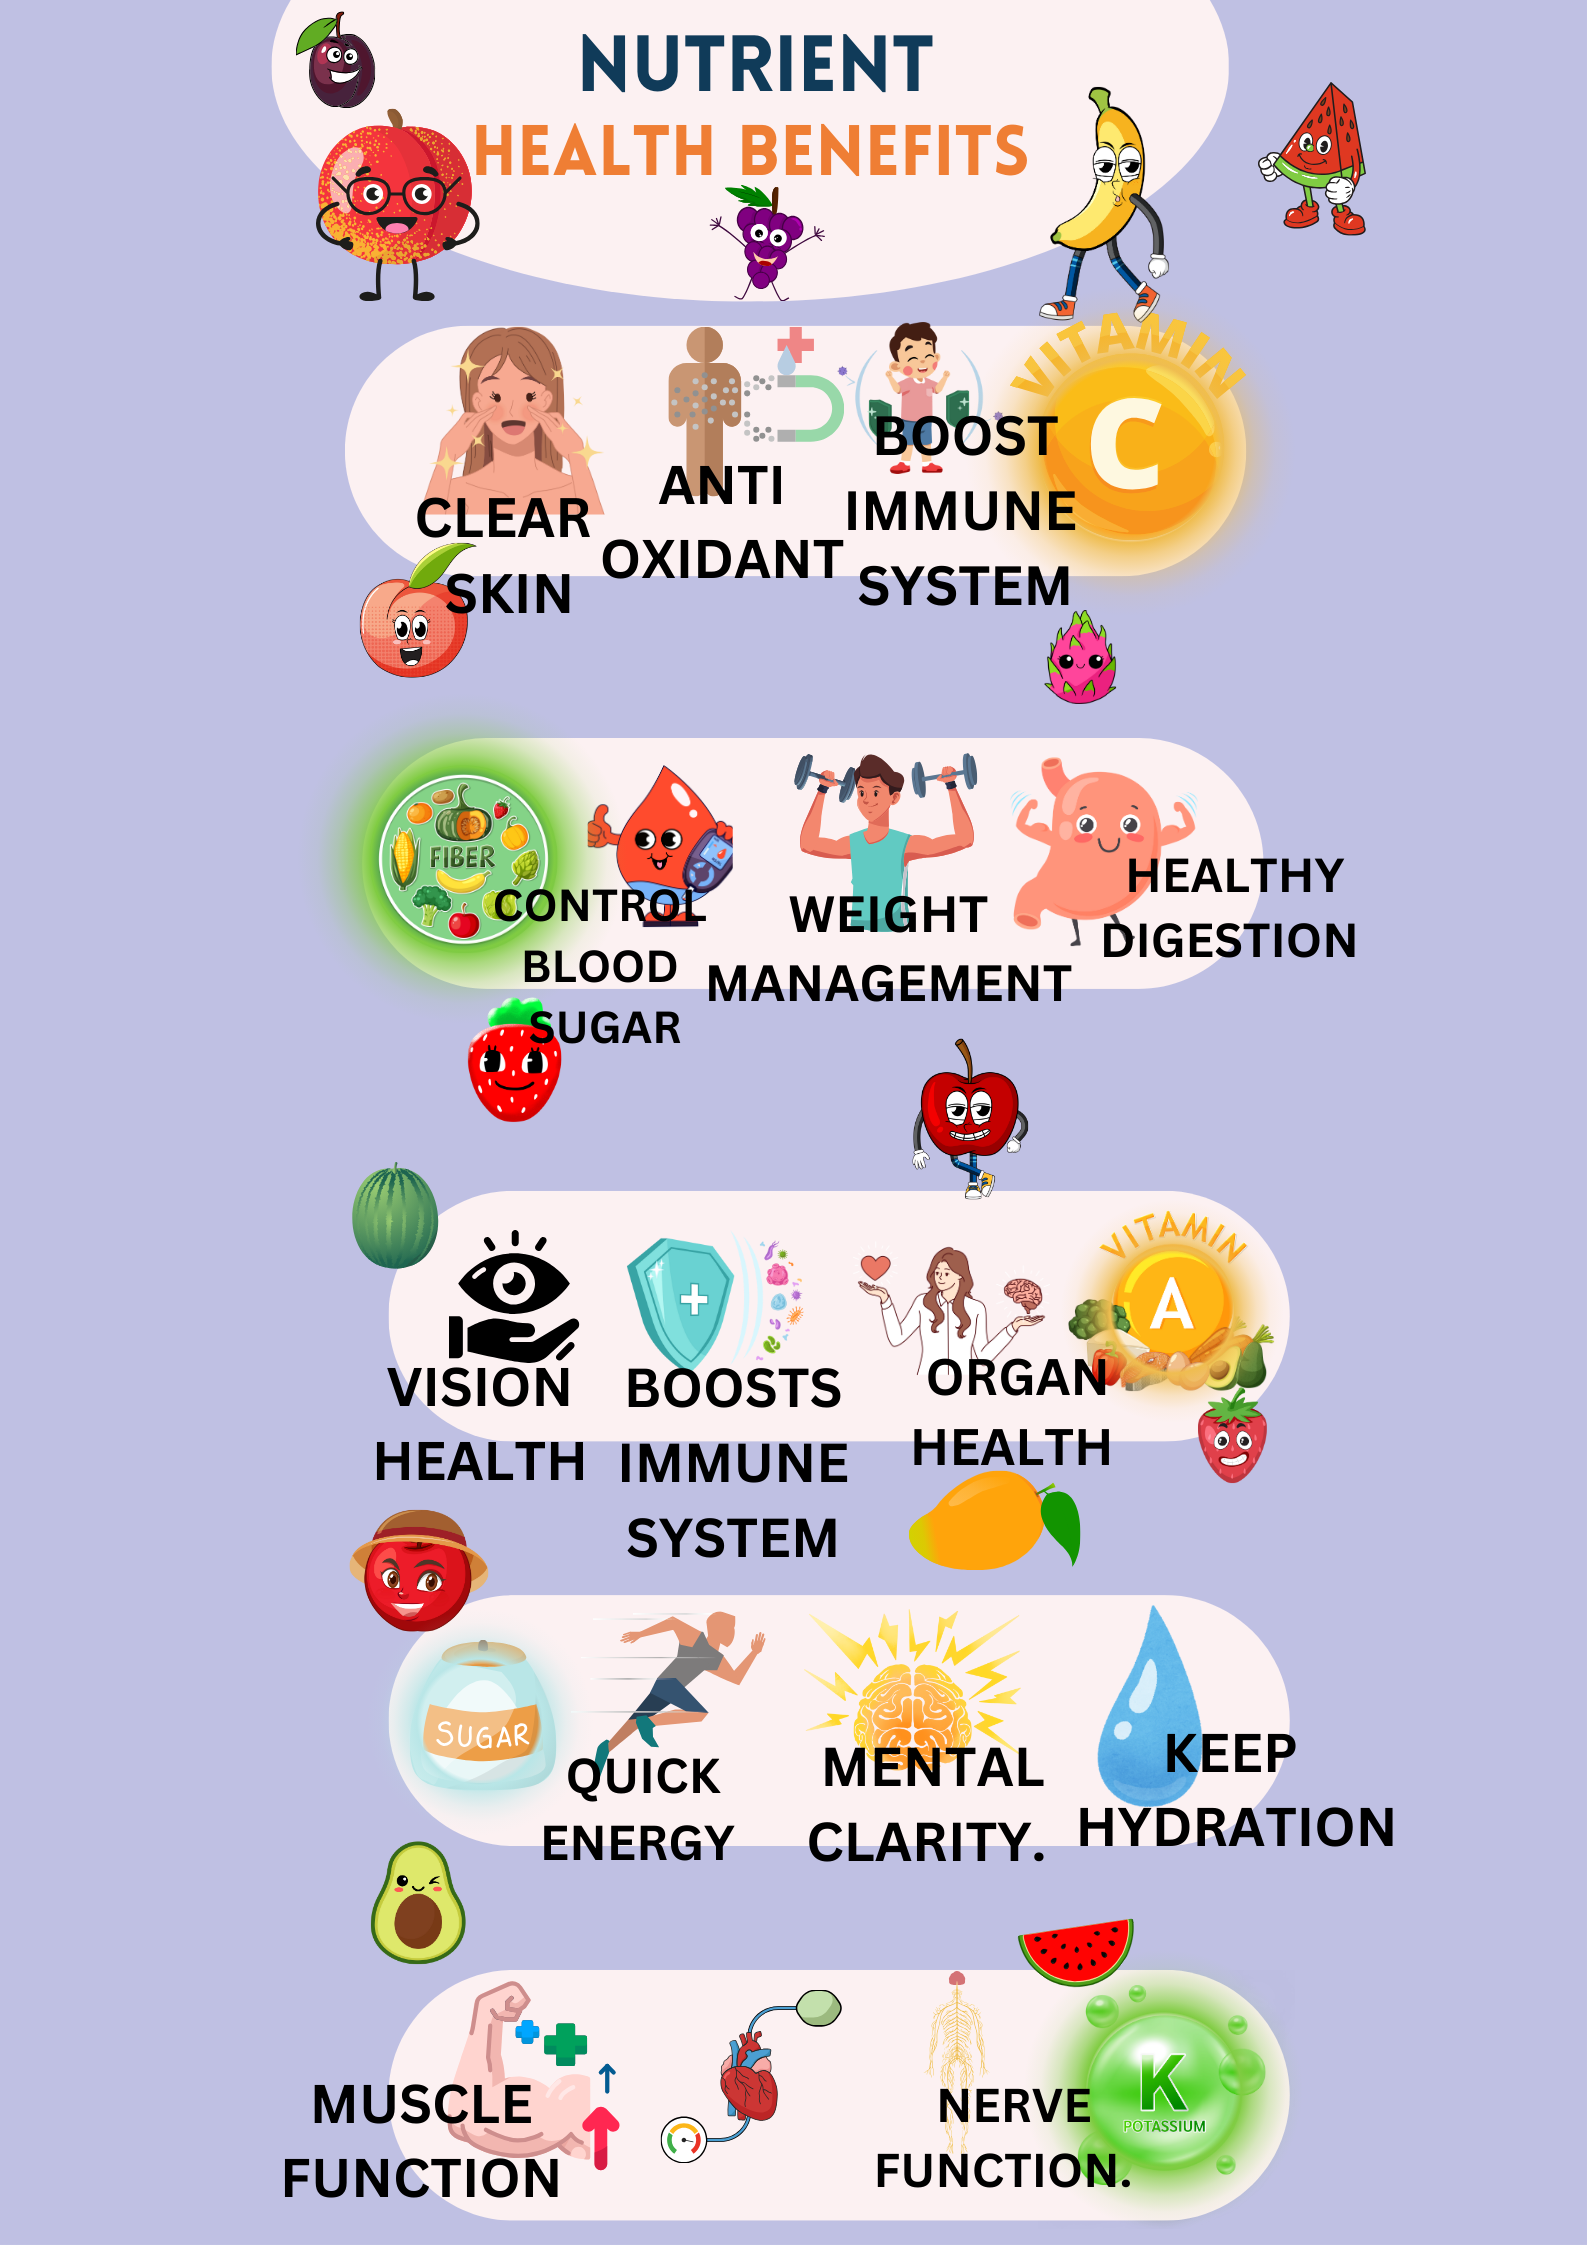 NUTRIENT
HEALTH BENEFITS
CLEAR
SKIN
ANTI
OXIDANT
BOOST
IMMUNE
SYSTEM
VITAMIN
C
FIBER
CONTROL
BLOOD
SUGAR
WEIGHT
MANAGEMENT
HEALTHY
DIGESTION
VISION
HEALTH
BOOSTS
IMMUNE
SYSTEM
ORGAN
HEALTH
VITAMIN
A
SUGAR
QUICK
ENERGY
MENTAL
CLARITY.
KEEP
HYDRATION
MUSCLE
FUNCTION
NERVE
FUNCTION.
K
POTASSIUM